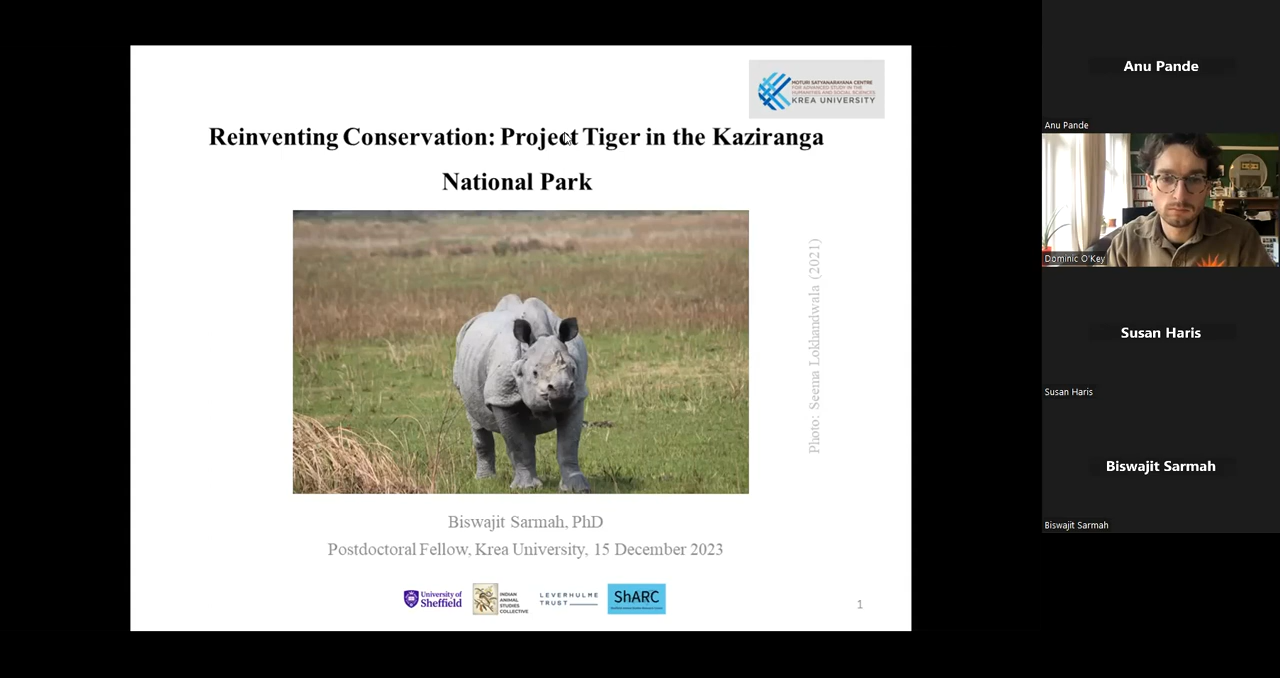 MOTURI SATYANARAYANA CENTRE
FOR ADVANCED STUDY IN THE
HUMANITIES AND SOCIAL SCIENCES
KREA UNIVERSITY
Reinventing Conservation: Project Tiger in the Kaziranga
National Park
Photo: Seema Lokhandwala (2021)
Biswajit Sarmah, PhD
Postdoctoral Fellow, Krea University, 15 December 2023
University of
Sheffield
INDIAN
ANIMAL
STUDIES
COLLECTIVE
LEVERHULME
TRUST
ShARC
1
Anu Pande
Anu Pande
Dominic O'Key
Susan Haris
Susan Haris
Biswajit Sarmah
Biswajit Sarmah